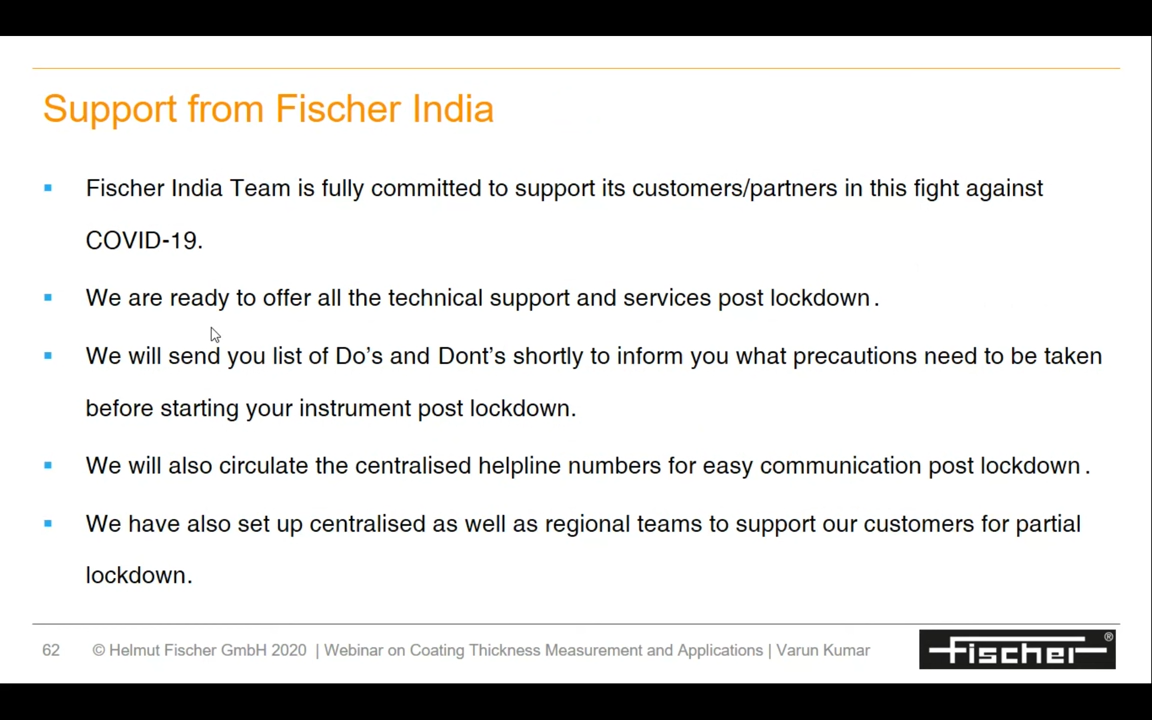 Support from Fischer India
Fischer India Team is fully committed to support its customers/partners in this fight against
COVID-19.
We are ready to offer all the technical support and services post lockdown.
We will send you list of Do’s and Dont’s shortly to inform you what precautions need to be taken
before starting your instrument post lockdown.
We will also circulate the centralised helpline numbers for easy communication post lockdown.
We have also set up centralised as well as regional teams to support our customers for partial
lockdown.
62 © Helmut Fischer GmbH 2020 | Webinar on Coating Thickness Measurement and Applications | Varun Kumar
fischer®